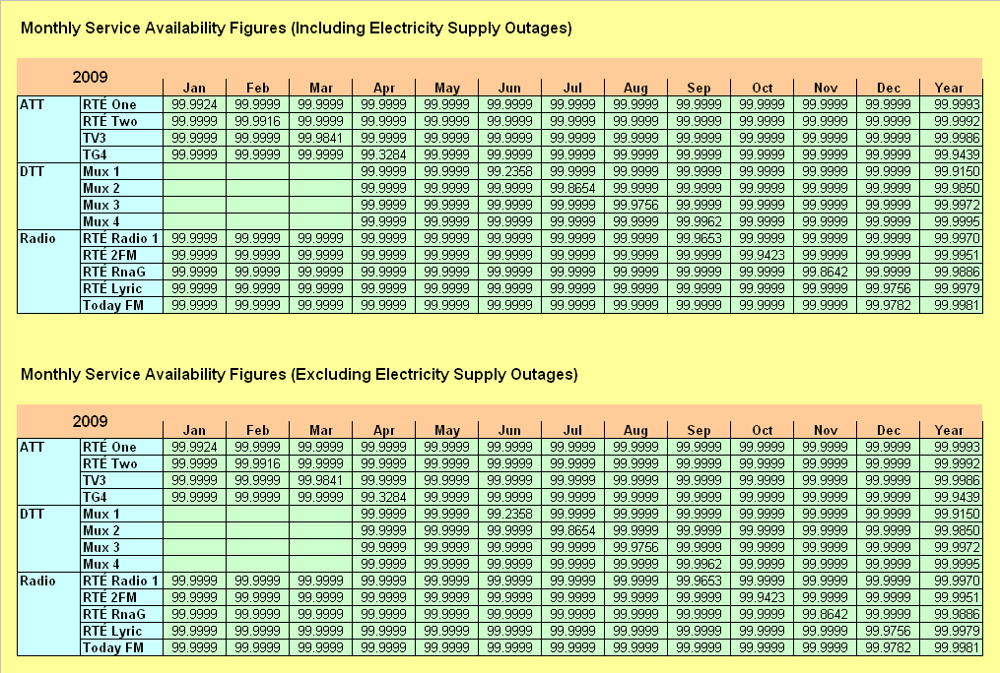 Monthly Service Availability Figures (Including Electricity Supply Outages)
2009 Jan Feb Mar Apr May Jun Jul Aug Sep Oct Nov Dec Year
ATT RTÉ One 99.9924 99.9999 99.9999 99.9999 99.9999 99.9999 99.9999 99.9999 99.9999 99.9999 99.9999 99.9999 99.9993
RTÉ Two 99.9999 99.9916 99.9999 99.9999 99.9999 99.9999 99.9999 99.9999 99.9999 99.9999 99.9999 99.9999 99.9992
TV3 99.9999 99.9999 99.9841 99.9999 99.9999 99.9999 99.9999 99.9999 99.9999 99.9999 99.9999 99.9999 99.9986
TG4 99.9999 99.9999 99.9999 99.3284 99.9999 99.9999 99.9999 99.9999 99.9999 99.9999 99.9999 99.9999 99.9439
DTT Mux 1 99.9999 99.9999 99.2358 99.9999 99.9999 99.9999 99.9999 99.9999 99.9999 99.9150
Mux 2 99.9999 99.9999 99.9999 99.8654 99.9999 99.9999 99.9999 99.9999 99.9999 99.9850
Mux 3 99.9999 99.9999 99.9999 99.9999 99.9756 99.9999 99.9999 99.9999 99.9999 99.9972
Mux 4 99.9999 99.9999 99.9999 99.9999 99.9999 99.9962 99.9999 99.9999 99.9999 99.9995
Radio RTÉ Radio 1 99.9999 99.9999 99.9999 99.9999 99.9999 99.9999 99.9999 99.9999 99.9653 99.9999 99.9999 99.9999 99.9970
RTÉ 2FM 99.9999 99.9999 99.9999 99.9999 99.9999 99.9999 99.9999 99.9999 99.9999 99.9423 99.9999 99.9999 99.9951
RTÉ RnaG 99.9999 99.9999 99.9999 99.9999 99.9999 99.9999 99.9999 99.9999 99.9999 99.9999 99.8642 99.9999 99.9886
RTÉ Lyric 99.9999 99.9999 99.9999 99.9999 99.9999 99.9999 99.9999 99.9999 99.9999 99.9999 99.9999 99.9756 99.9979
Today FM 99.9999 99.9999 99.9999 99.9999 99.9999 99.9999 99.9999 99.9999 99.9999 99.9999 99.9999 99.9782 99.9981
Monthly Service Availability Figures (Excluding Electricity Supply Outages)
2009 Jan Feb Mar Apr May Jun Jul Aug Sep Oct Nov Dec Year
ATT RTÉ One 99.9924 99.9999 99.9999 99.9999 99.9999 99.9999 99.9999 99.9999 99.9999 99.9999 99.9999 99.9999 99.9993
RTÉ Two 99.9999 99.9916 99.9999 99.9999 99.9999 99.9999 99.9999 99.9999 99.9999 99.9999 99.9999 99.9999 99.9992
TV3 99.9999 99.9999 99.9841 99.9999 99.9999 99.9999 99.9999 99.9999 99.9999 99.9999 99.9999 99.9999 99.9986
TG4 99.9999 99.9999 99.9999 99.3284 99.9999 99.9999 99.9999 99.9999 99.9999 99.9999 99.9999 99.9999 99.9439
DTT Mux 1 99.9999 99.9999 99.2358 99.9999 99.9999 99.9999 99.9999 99.9999 99.9999 99.9150
Mux 2 99.9999 99.9999 99.9999 99.8654 99.9999 99.9999 99.9999 99.9999 99.9999 99.9850
Mux 3 99.9999 99.9999 99.9999 99.9999 99.9756 99.9999 99.9999 99.9999 99.9999 99.9972
Mux 4 99.9999 99.9999 99.9999 99.9999 99.9999 99.9962 99.9999 99.9999 99.9999 99.9995
Radio RTÉ Radio 1 99.9999 99.9999 99.9999 99.9999 99.9999 99.9999 99.9999 99.9999 99.9653 99.9999 99.9999 99.9999 99.9970
RTÉ 2FM 99.9999 99.9999 99.9999 99.9999 99.9999 99.9999 99.9999 99.9999 99.9999 99.9423 99.9999 99.9999 99.9951
RTÉ RnaG 99.9999 99.9999 99.9999 99.9999 99.9999 99.9999 99.9999 99.9999 99.9999 99.9999 99.8642 99.9999 99.9886
RTÉ Lyric 99.9999 99.9999 99.9999 99.9999 99.9999 99.9999 99.9999 99.9999 99.9999 99.9999 99.9999 99.9756 99.9979
Today FM 99.9999 99.9999 99.9999 99.9999 99.9999 99.9999 99.9999 99.9999 99.9999 99.9999 99.9999 99.9782 99.9981